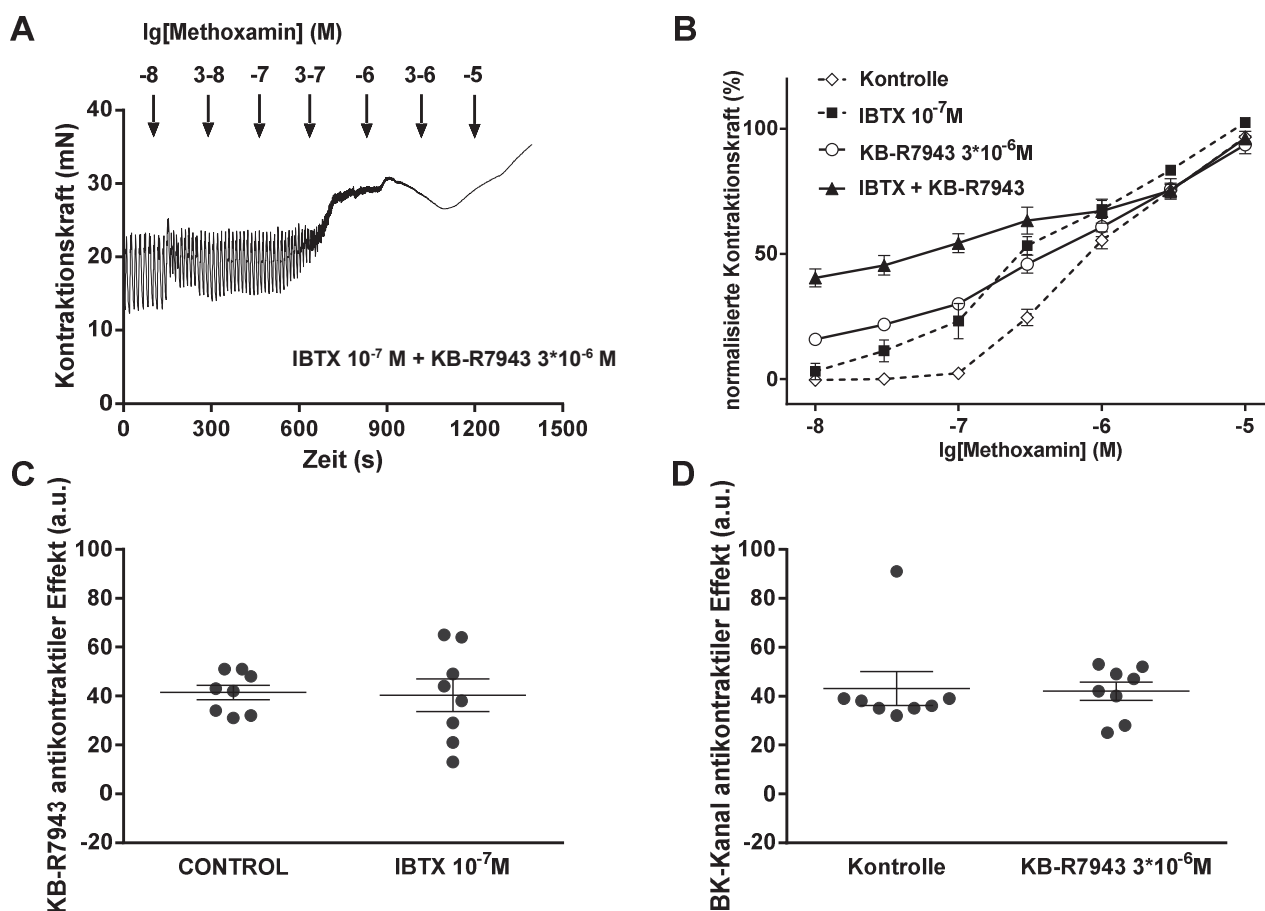 A
lg[Methoxamin] (M)
-8 3-8 -7 3-7 -6 3-6 -5
Kontraktionskraft (mN)
40
30
20
10
0
IBTX 10⁻⁷ M + KB-R7943 3*10⁻⁶ M
0 300 600 900 1200 1500
Zeit (s)
B
normalisierte Kontraktionskraft (%)
Kontrolle
IBTX 10⁻⁷M
KB-R7943 3*10⁻⁶M
IBTX + KB-R7943
100
50
0
-8 -7 -6 -5
lg[Methoxamin] (M)
C
KB-R7943 antikontraktiler Effekt (a.u.)
100
80
60
40
20
0
-20
CONTROL IBTX 10⁻⁷M
D
BK-Kanal antikontraktiler Effekt (a.u.)
100
80
60
40
20
0
-20
Kontrolle KB-R7943 3*10⁻⁶M